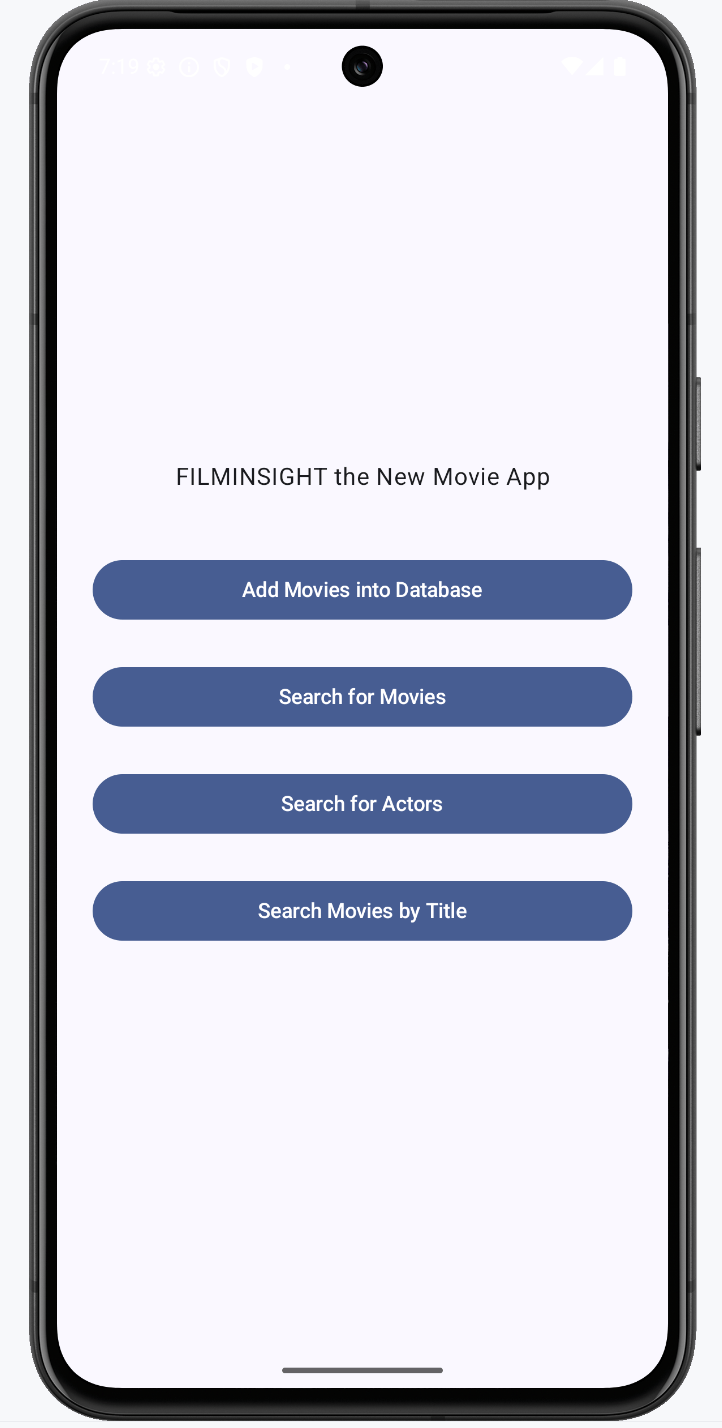 7:19
FILMINSIGHT the New Movie App
Add Movies into Database
Search for Movies
Search for Actors
Search Movies by Title